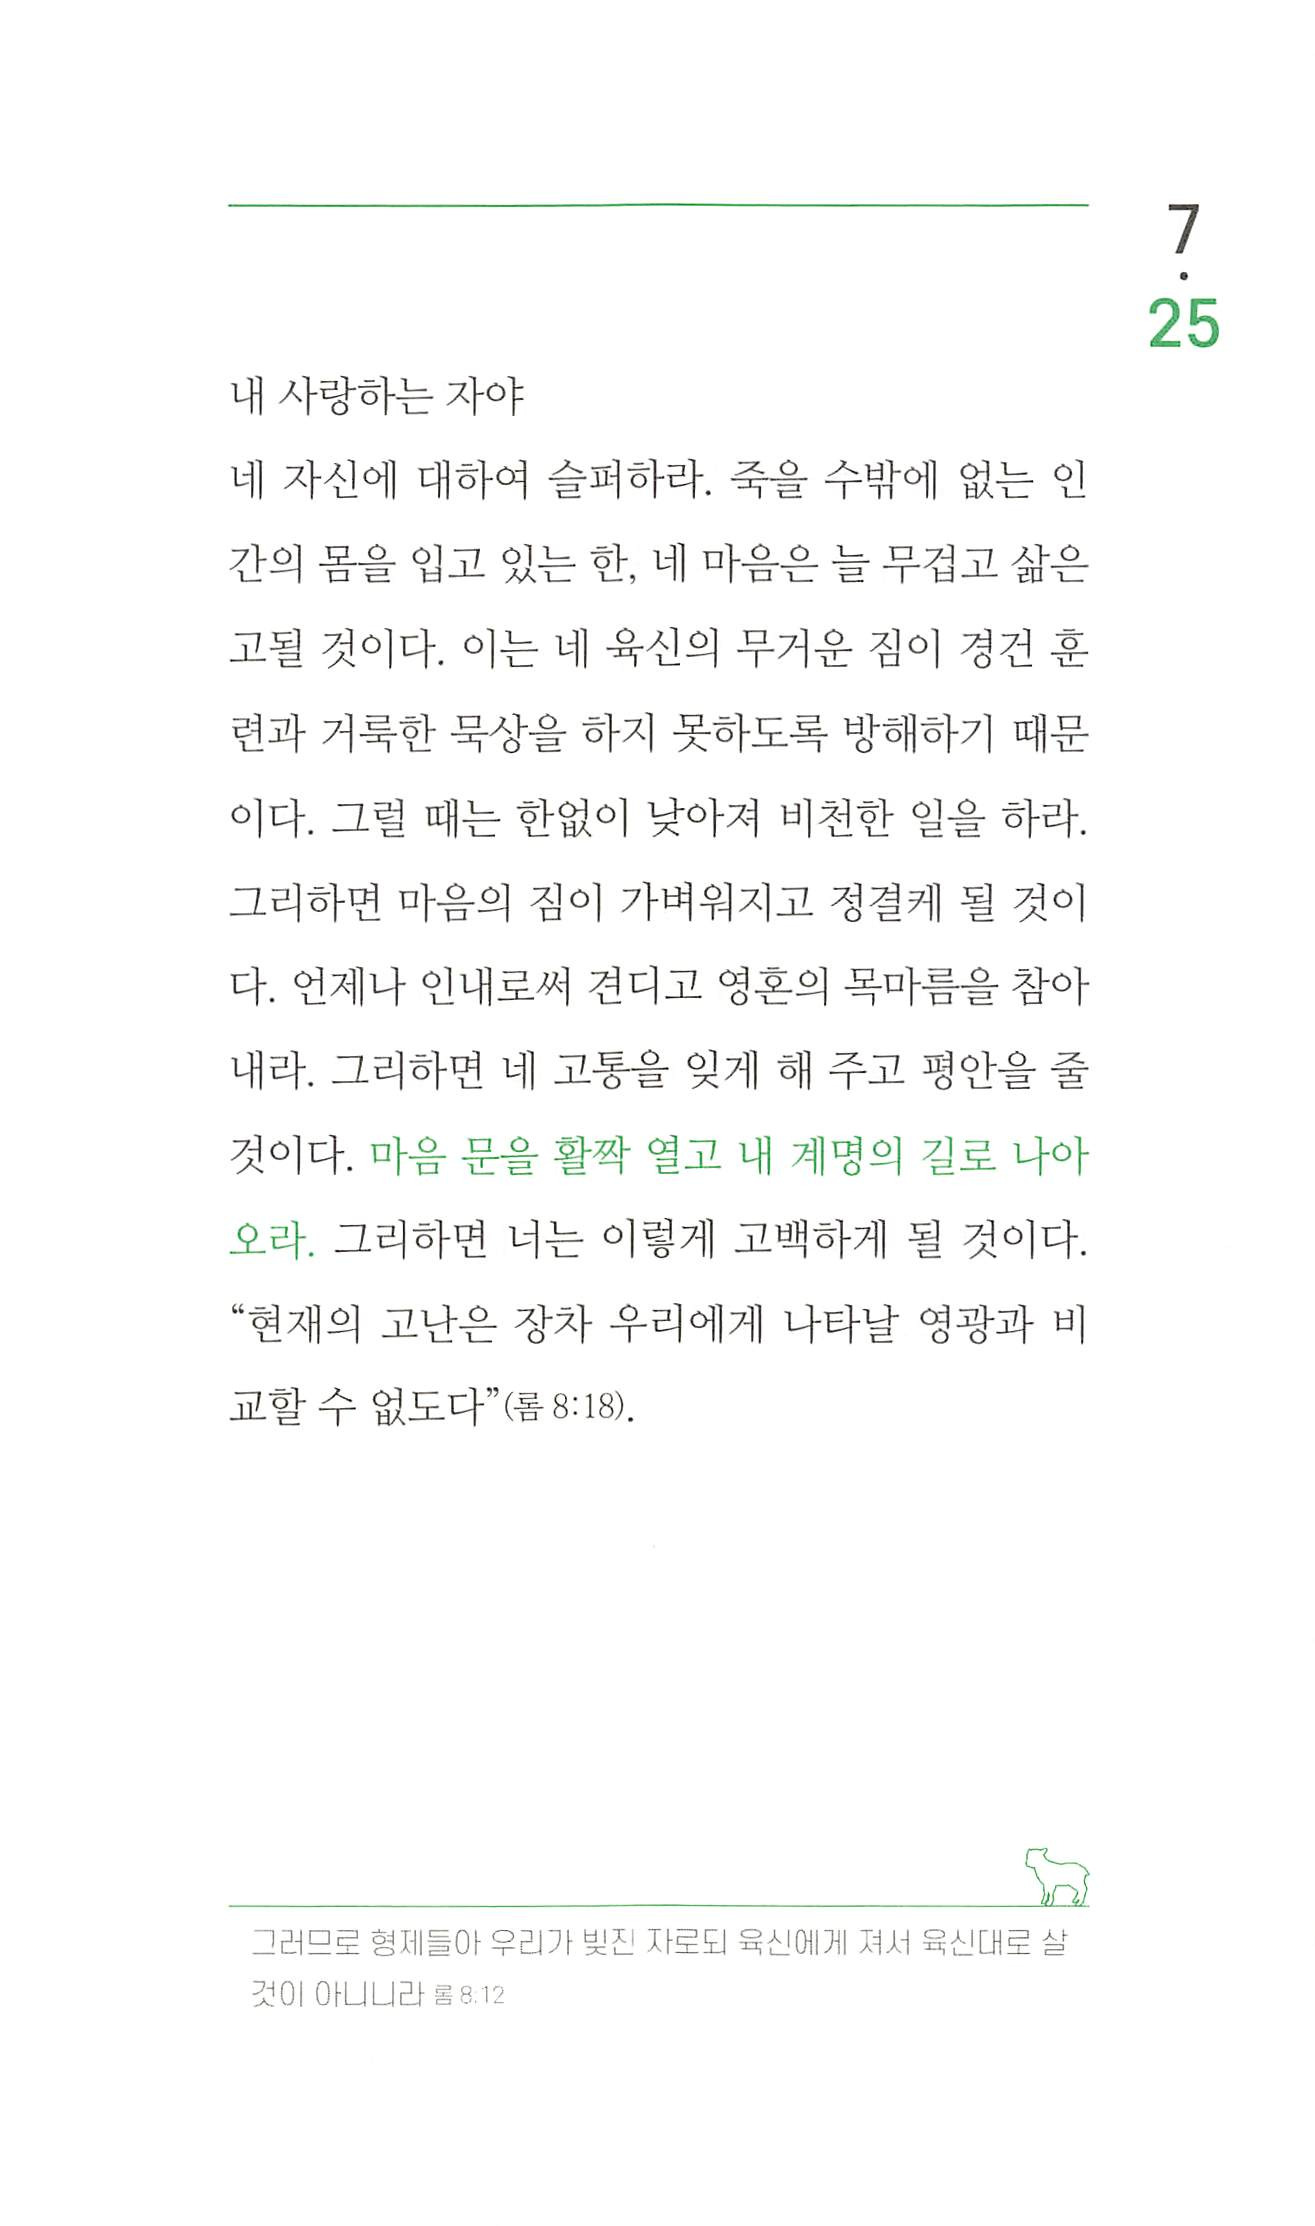 7
·
25
내 사랑하는 자야
네 자신에 대하여 슬퍼하라. 죽을 수밖에 없는 인
간의 몸을 입고 있는 한, 네 마음은 늘 무겁고 삶은
고될 것이다. 이는 네 육신의 무거운 짐이 경건 훈
련과 거룩한 묵상을 하지 못하도록 방해하기 때문
이다. 그럴 때는 한없이 낮아져 비천한 일을 하라.
그리하면 마음의 짐이 가벼워지고 정결케 될 것이
다. 언제나 인내로써 견디고 영혼의 목마름을 참아
내라. 그리하면 네 고통을 잊게 해 주고 평안을 줄
것이다. 마음 문을 활짝 열고 내 계명의 길로 나아
오라. 그리하면 너는 이렇게 고백하게 될 것이다.
“현재의 고난은 장차 우리에게 나타날 영광과 비
교할 수 없도다”(롬 8:18).
그러므로 형제들아 우리가 빚진 자로되 육신에게 져서 육신대로 살
것이 아니니라 롬 8:12